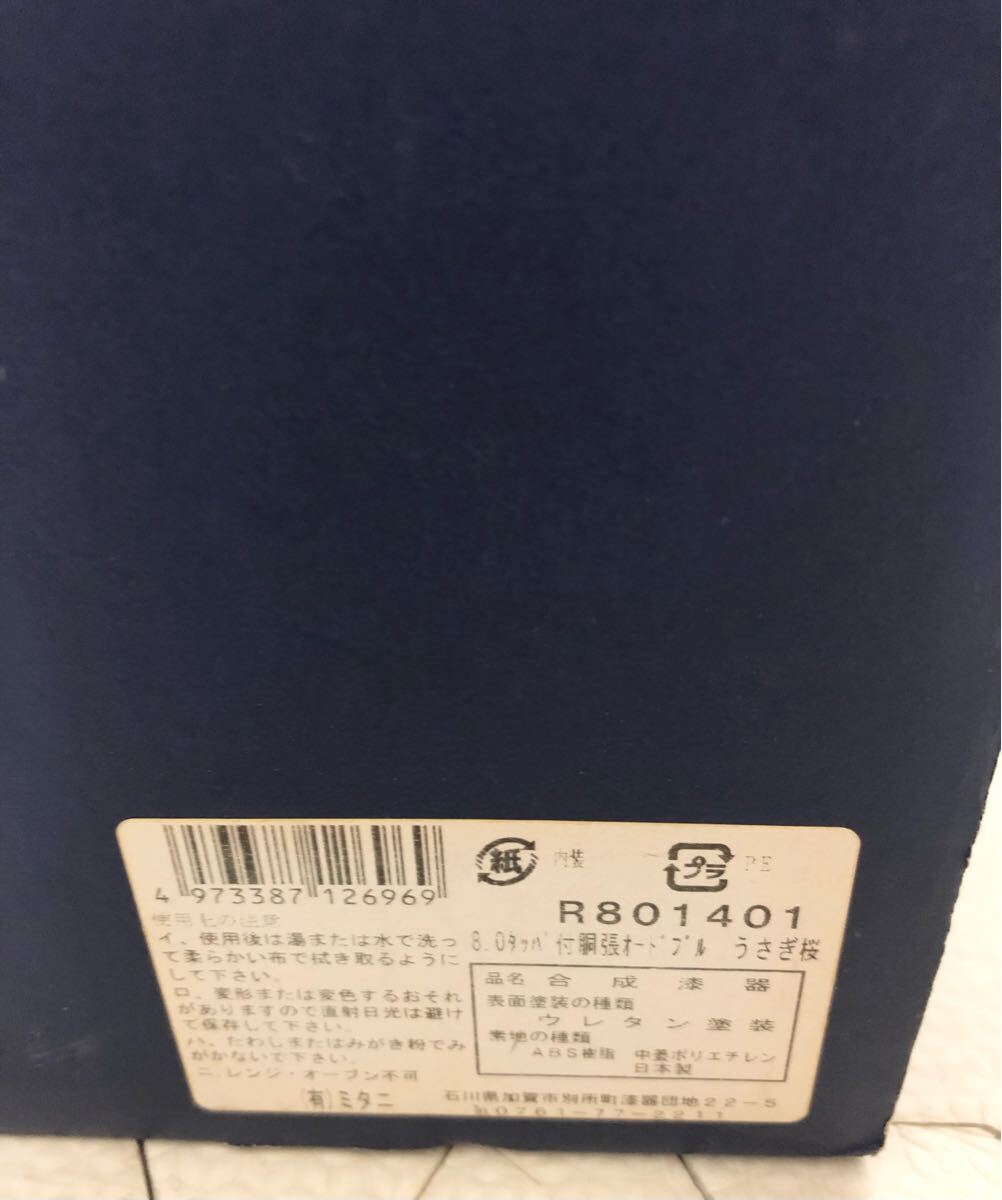 4 973387 126969
紙 内装
プラ PE
R801401
8.0タッパ付胴張オードブル うさぎ桜
使用上の注意
イ、使用後は湯または水で洗っ
て柔らかい布で拭き取るように
して下さい。
ロ、変形または変色するおそれ
がありますので直射日光は避け
て保存して下さい。
ハ、たわしまたはみがき粉でみ
がかないで下さい。
ニ.レンジ・オーブン不可
品名 合成漆器
表面塗装の種類
ウレタン塗装
素地の種類
ABS樹脂 中蓋ポリエチレン
日本製
(有)ミタニ 石川県加賀市別所町漆器団地22-5
℡0761-77-2211